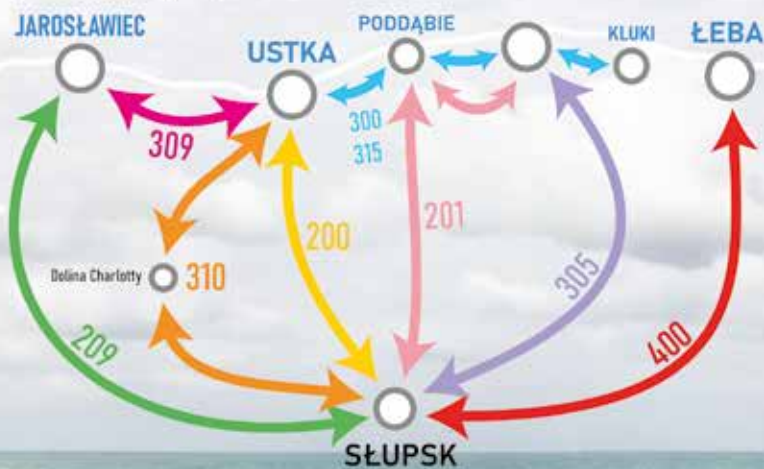 JAROSŁAWIEC
USTKA
PODDĄBIE
KLUKI
ŁEBA
309
300
315
200
201
305
Dolina Charlotty
310
209
400
SŁUPSK